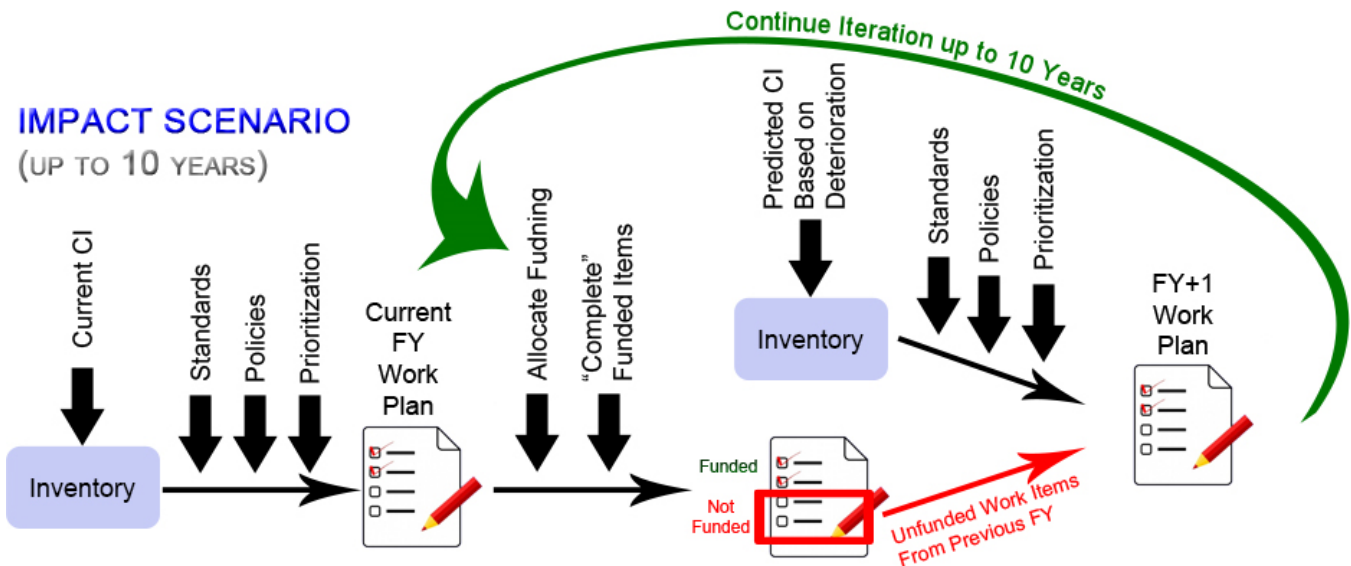 Continue Iteration up to 10 Years
IMPACT SCENARIO
(UP TO 10 YEARS)
Current CI
Inventory
Standards
Policies
Prioritization
Current
FY
Work
Plan
Allocate Fudning
“Complete”
Funded Items
Predicted CI
Based on
Deterioration
Inventory
Standards
Policies
Prioritization
Funded
Not
Funded
Unfunded Work Items
From Previous FY
FY+1
Work
Plan